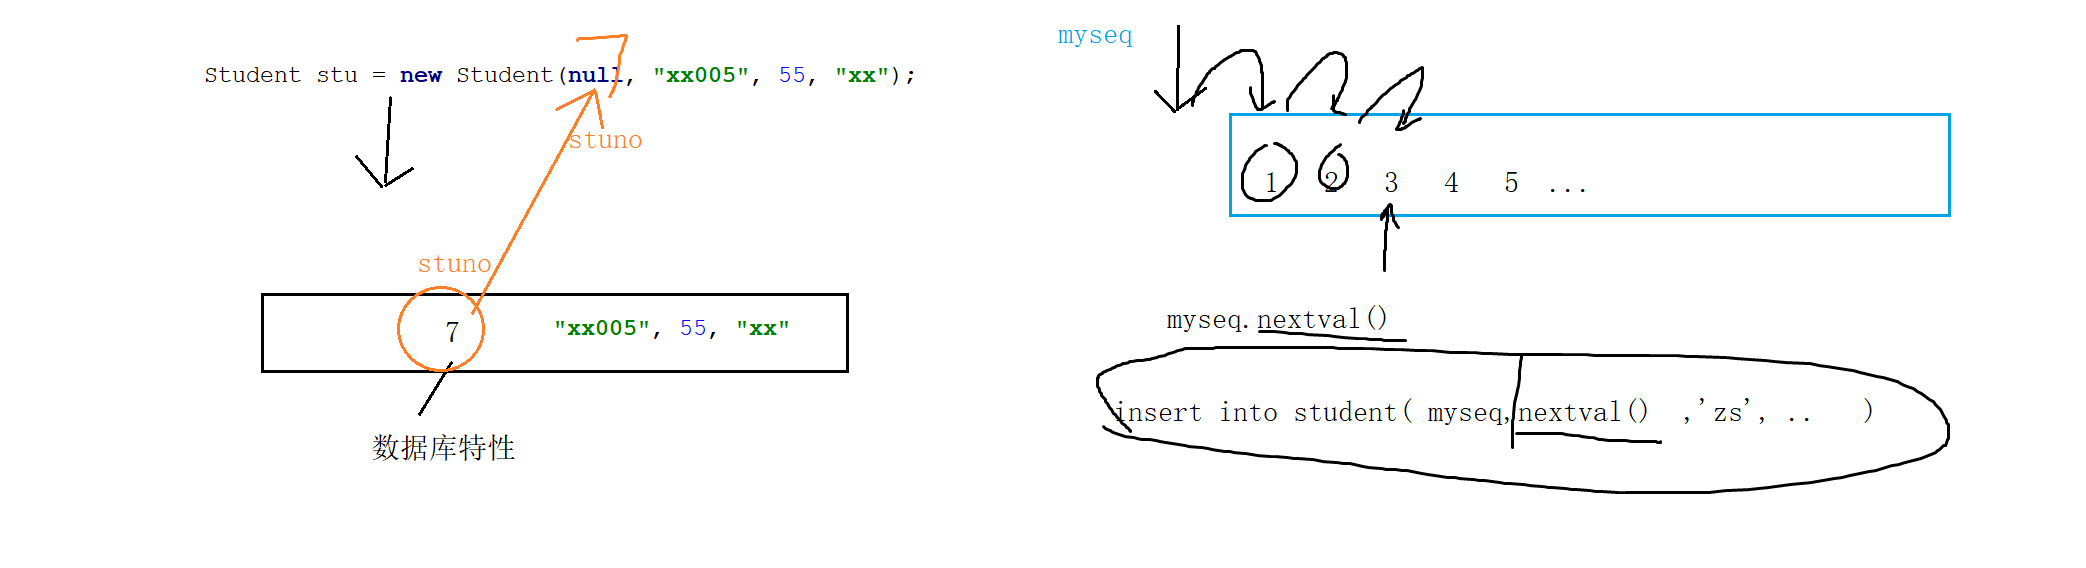 Student stu = new Student(null, "xx005", 55, "xx");
stuno
stuno
7 "xx005", 55, "xx"
数据库特性
myseq
1 2 3 4 5 ...
myseq.nextval()
insert into student( myseq,nextval() ,'zs', .. )